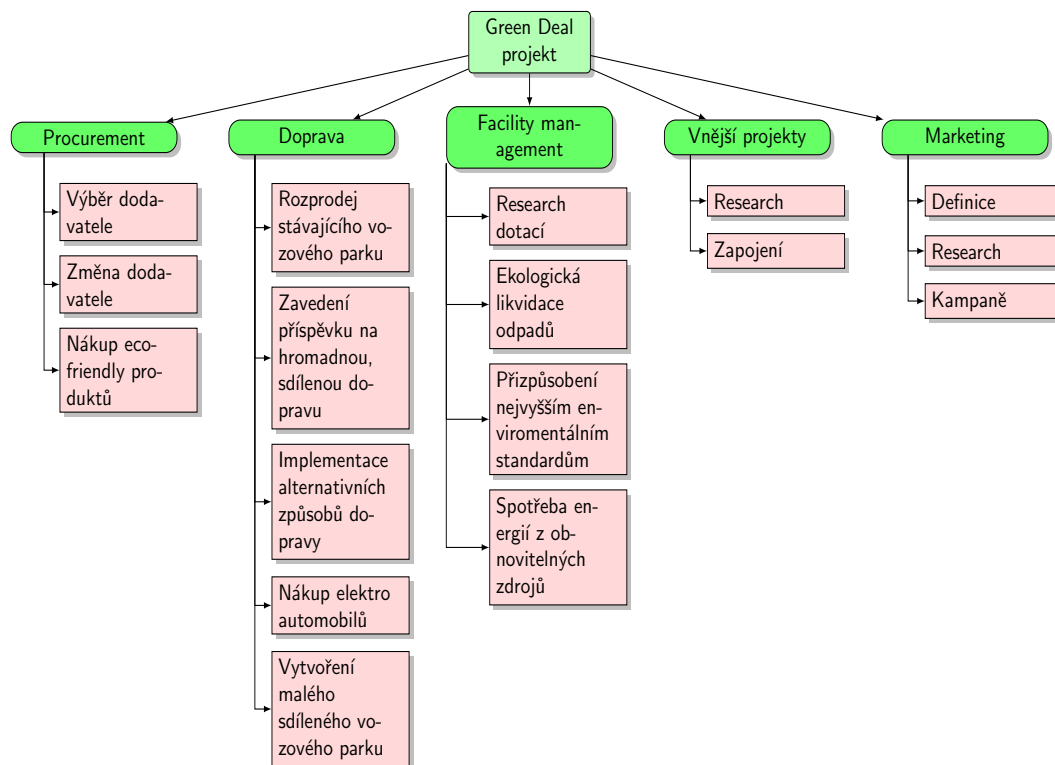 Green Deal
projekt
Procurement
Výběr doda-
vatele
Změna doda-
vatele
Nákup eco-
friendly produ-
ktů
Doprava
Rozprodej
stávajícího vo-
zového parku
Zavedení
příspěvku na
hromadnou,
sdílenou do-
pravu
Implementace
alternativních
způsobů do-
pravy
Nákup elektro
automobilů
Vytvoření
malého
sdíleného vo-
zového parku
Facility man-
agement
Research
dotací
Ekologická
likvidace
odpadů
Přizpůsobení
nejvyšším en-
viromentálním
standardům
Spotřeba en-
ergií z ob-
novitelných
zdrojů
Vnější projekty
Research
Zapojení
Marketing
Definice
Research
Kampaně